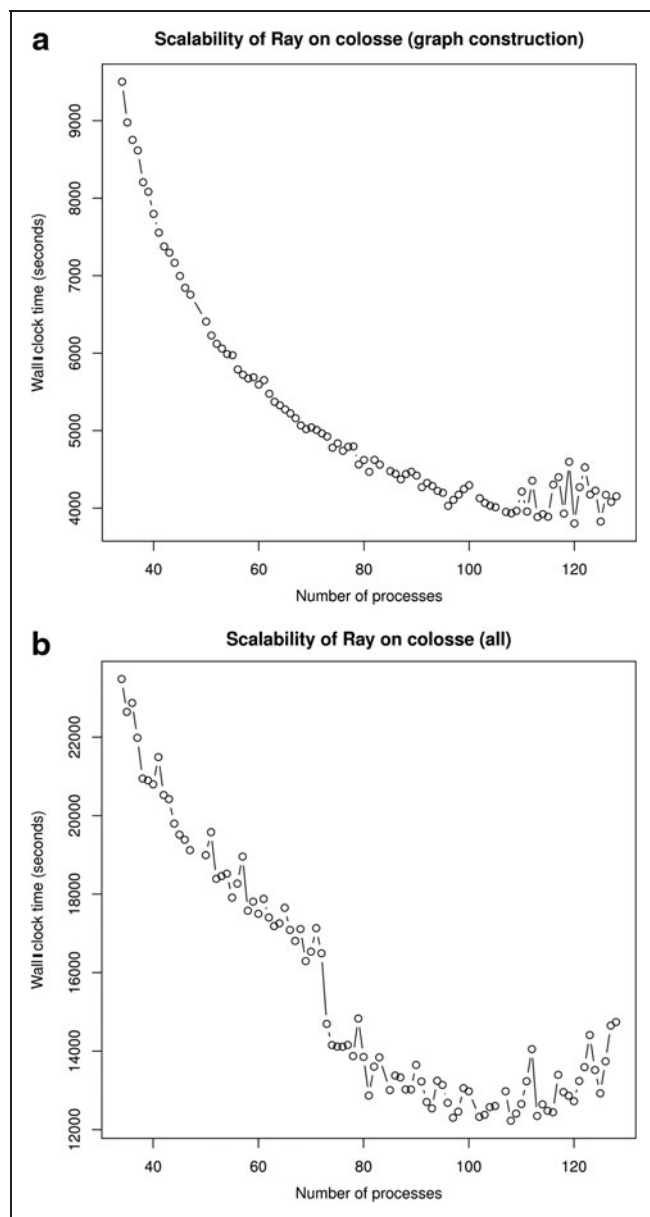 a
Scalability of Ray on colosse (graph construction)
9000
8000
7000
6000
5000
4000
Wall▮clock time (seconds)
40 60 80 100 120
Number of processes
b
Scalability of Ray on colosse (all)
22000
20000
18000
16000
14000
12000
Wall▮clock time (seconds)
40 60 80 100 120
Number of processes